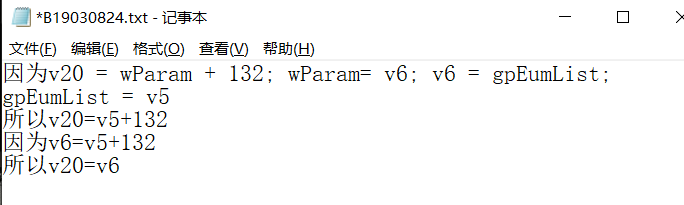 *B19030824.txt - 记事本
文件(F) 编辑(E) 格式(O) 查看(V) 帮助(H)
因为v20 = wParam + 132; wParam= v6; v6 = gpEumList;
gpEumList = v5
所以v20=v5+132
因为v6=v5+132
所以v20=v6